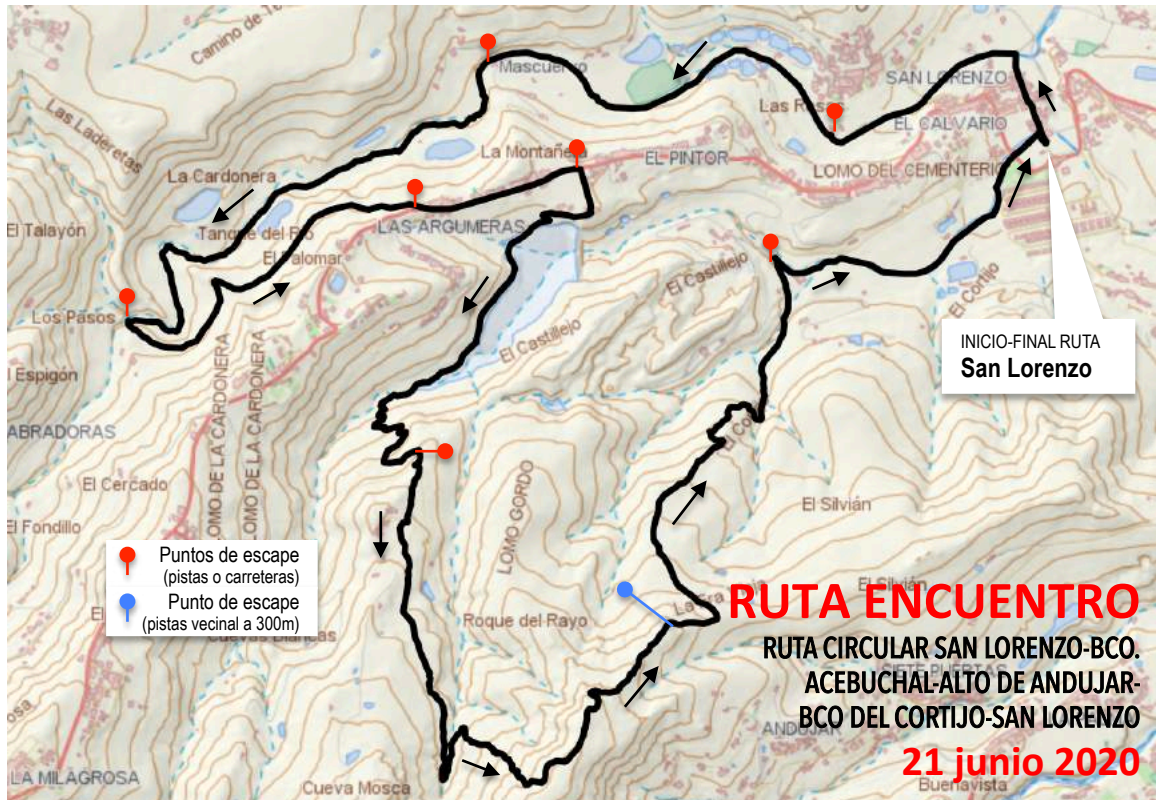 Camino de Te
Mascuervo
SAN LORENZO
Las Rosas
EL CALVARIO
Las Laderetas
La Montañeta
EL PINTOR
LOMO DEL CEMENTERIO
La Cardonera
El Talayón
Tanque del Río
LAS ARGUMERAS
El Palomar
El Castillejo
El Cortijo
Los Pasos
El Castillejo
INICIO-FINAL RUTA
San Lorenzo
l Espigón
LOMO DE LA CARDONERA
LOMO DE LA CARDONERA
ABRADORAS
El Cercado
El Silvián
El Fondillo
LOMO GORDO
Puntos de escape
(pistas o carreteras)
Punto de escape
(pistas vecinal a 300m)
Roque del Rayo
El Silvián
RUTA ENCUENTRO
RUTA CIRCULAR SAN LORENZO-BCO.
ACEBUCHAL-ALTO DE ANDUJAR-
BCO DEL CORTIJO-SAN LORENZO
SIETE PUERTAS
ANDUJAR
21 junio 2020
LA MILAGROSA
Cueva Mosca
Buenavista